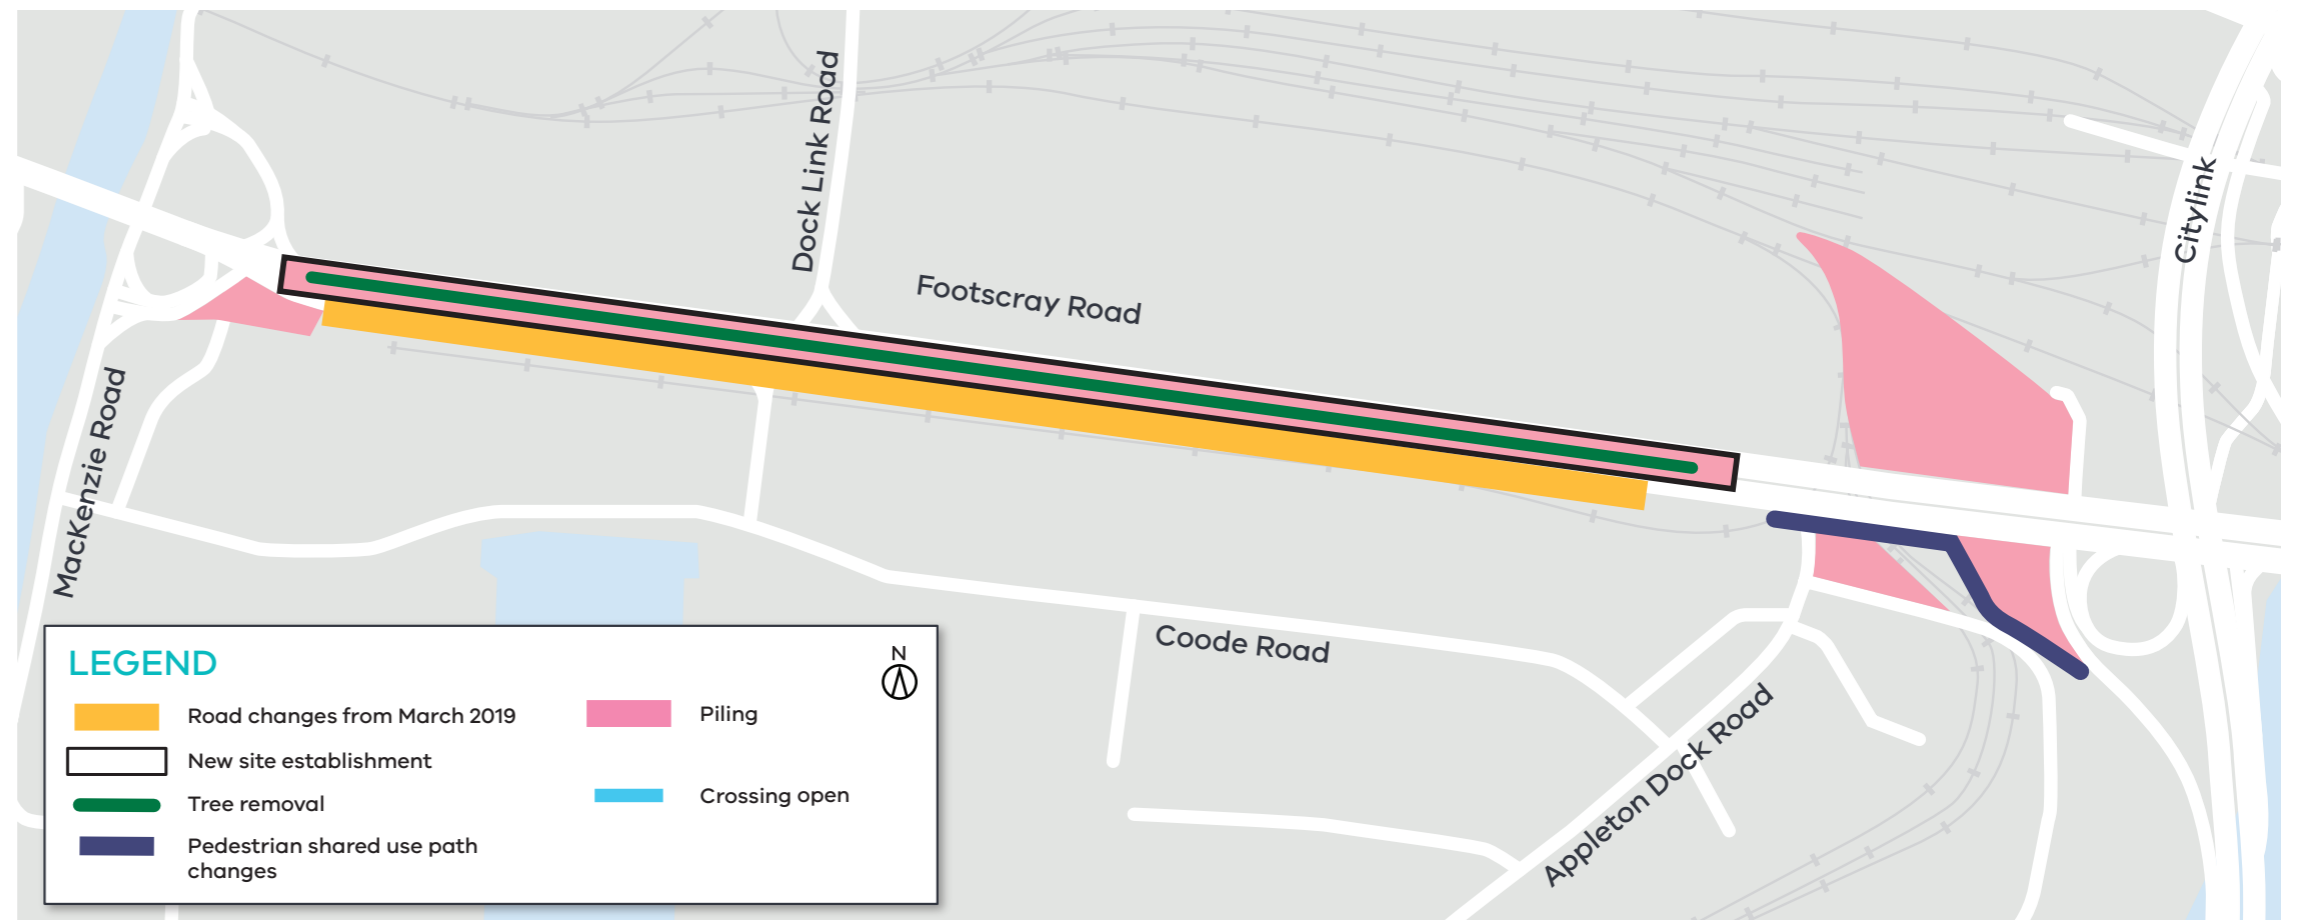 Dock Link Road
Citylink
Footscray Road
MacKenzie Road
Coode Road
Appleton Dock Road
LEGEND
N
Road changes from March 2019
New site establishment
Tree removal
Pedestrian shared use path
changes
Piling
Crossing open